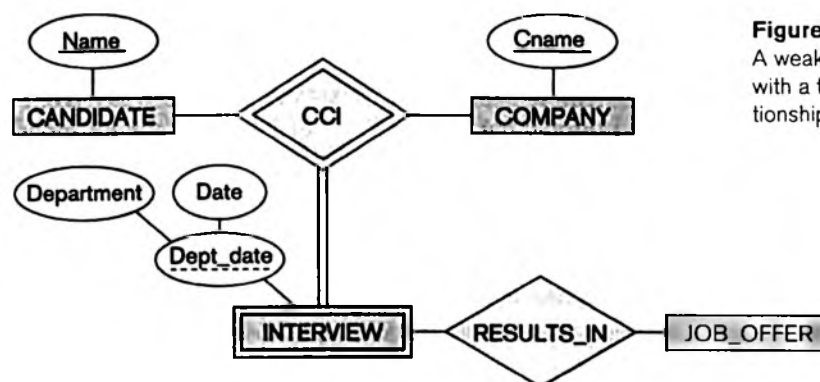 Name
Cname
Figure
A weak
with a t
tionship
CANDIDATE
CCI
COMPANY
Department
Date
Dept_date
INTERVIEW
RESULTS_IN
JOB_OFFER